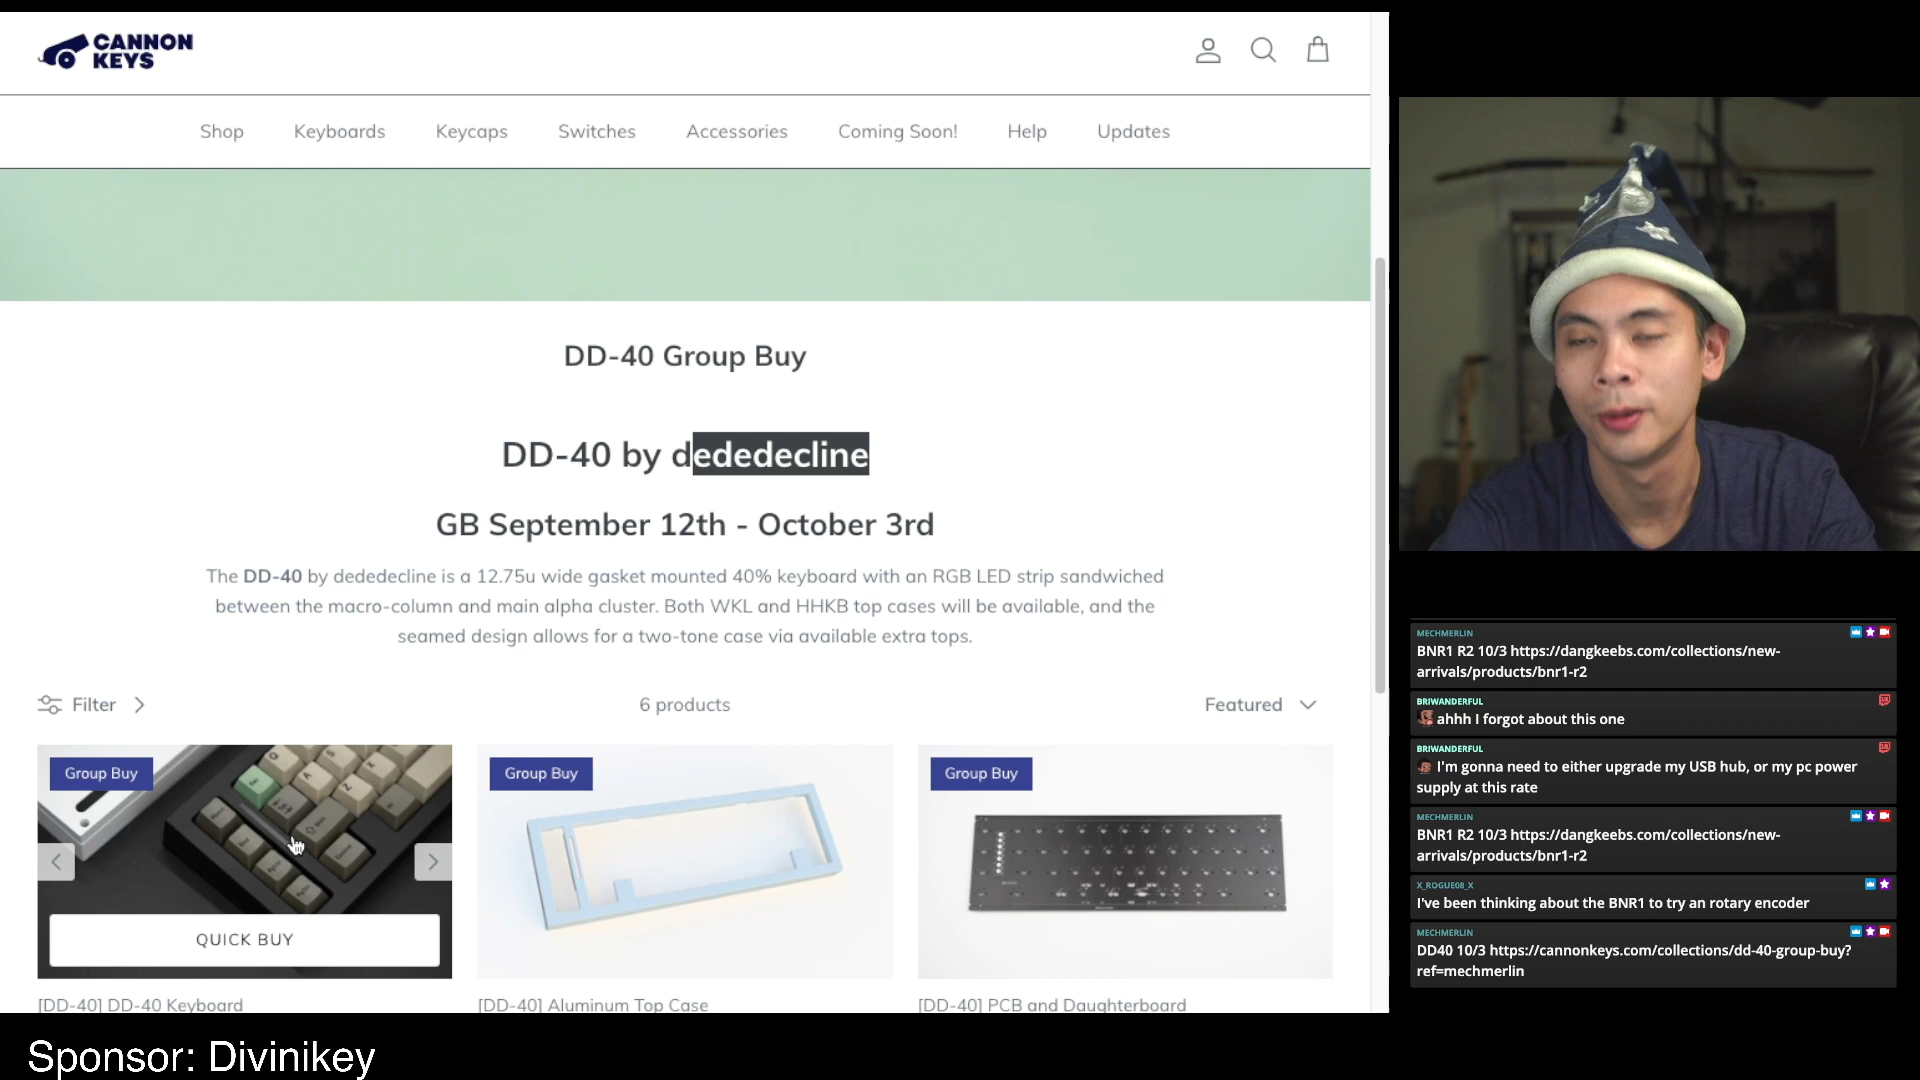 CANNON
KEYS
Shop Keyboards Keycaps Switches Accessories Coming Soon! Help Updates
DD-40 Group Buy
DD-40 by dededecline
GB September 12th - October 3rd
The DD-40 by dededecline is a 12.75u wide gasket mounted 40% keyboard with an RGB LED strip sandwiched
between the macro-column and main alpha cluster. Both WKL and HHKB top cases will be available, and the
seamed design allows for a two-tone case via available extra tops.
Filter
6 products
Featured
Group Buy
Group Buy
Group Buy
QUICK BUY
[DD-40] DD-40 Keyboard
[DD-40] Aluminum Top Case
[DD-40] PCB and Daughterboard
MECHMERLIN
BNR1 R2 10/3 https://dangkeebs.com/collections/new-
arrivals/products/bnr1-r2
BRIWANDERFUL
ahhh I forgot about this one
BRIWANDERFUL
I'm gonna need to either upgrade my USB hub, or my pc power
supply at this rate
MECHMERLIN
BNR1 R2 10/3 https://dangkeebs.com/collections/new-
arrivals/products/bnr1-r2
X_ROGUE08_X
I've been thinking about the BNR1 to try an rotary encoder
MECHMERLIN
DD40 10/3 https://cannonkeys.com/collections/dd-40-group-buy?
ref=mechmerlin
Sponsor: Divinikey